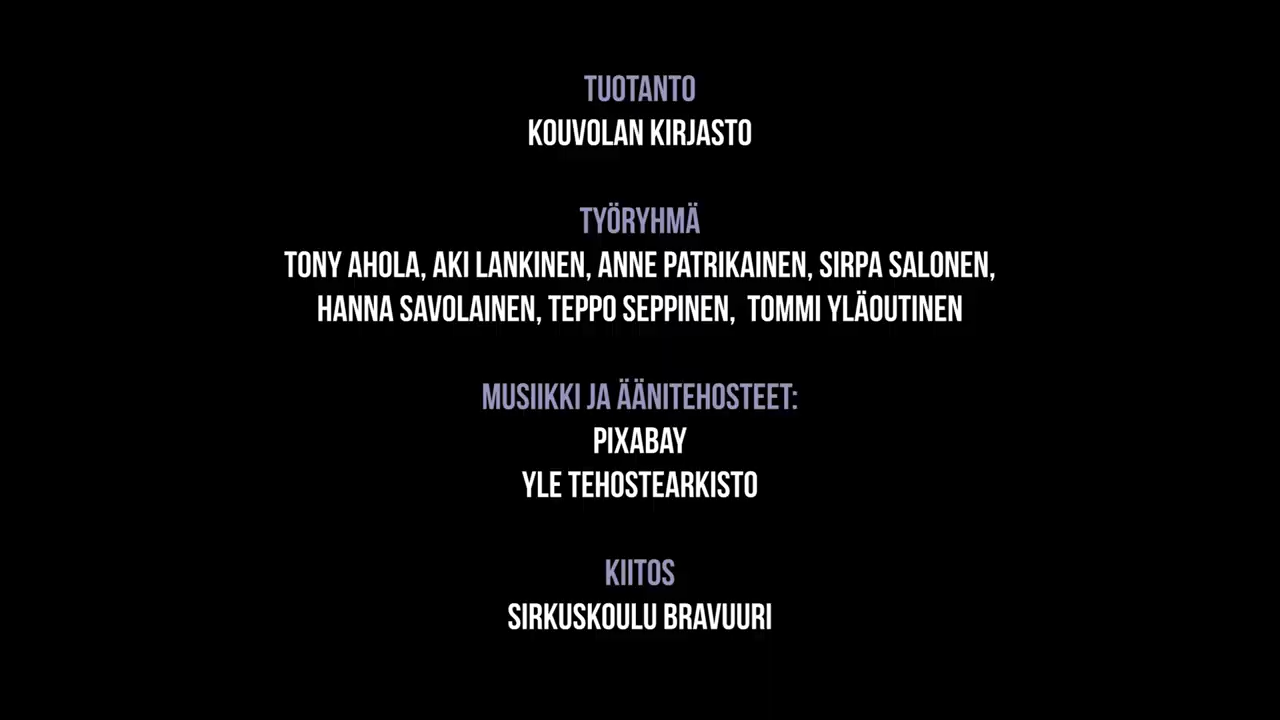 TUOTANTO
KOUVOLAN KIRJASTO
TYÖRYHMÄ
TONY AHOLA, AKI LANKINEN, ANNE PATRIKAINEN, SIRPA SALONEN,
HANNA SAVOLAINEN, TEPPO SEPPINEN, TOMMI YLÄOUTINEN
MUSIIKKI JA ÄÄNITEHOSTEET:
PIXABAY
YLE TEHOSTEARKISTO
KIITOS
SIRKUSKOULU BRAVUURI